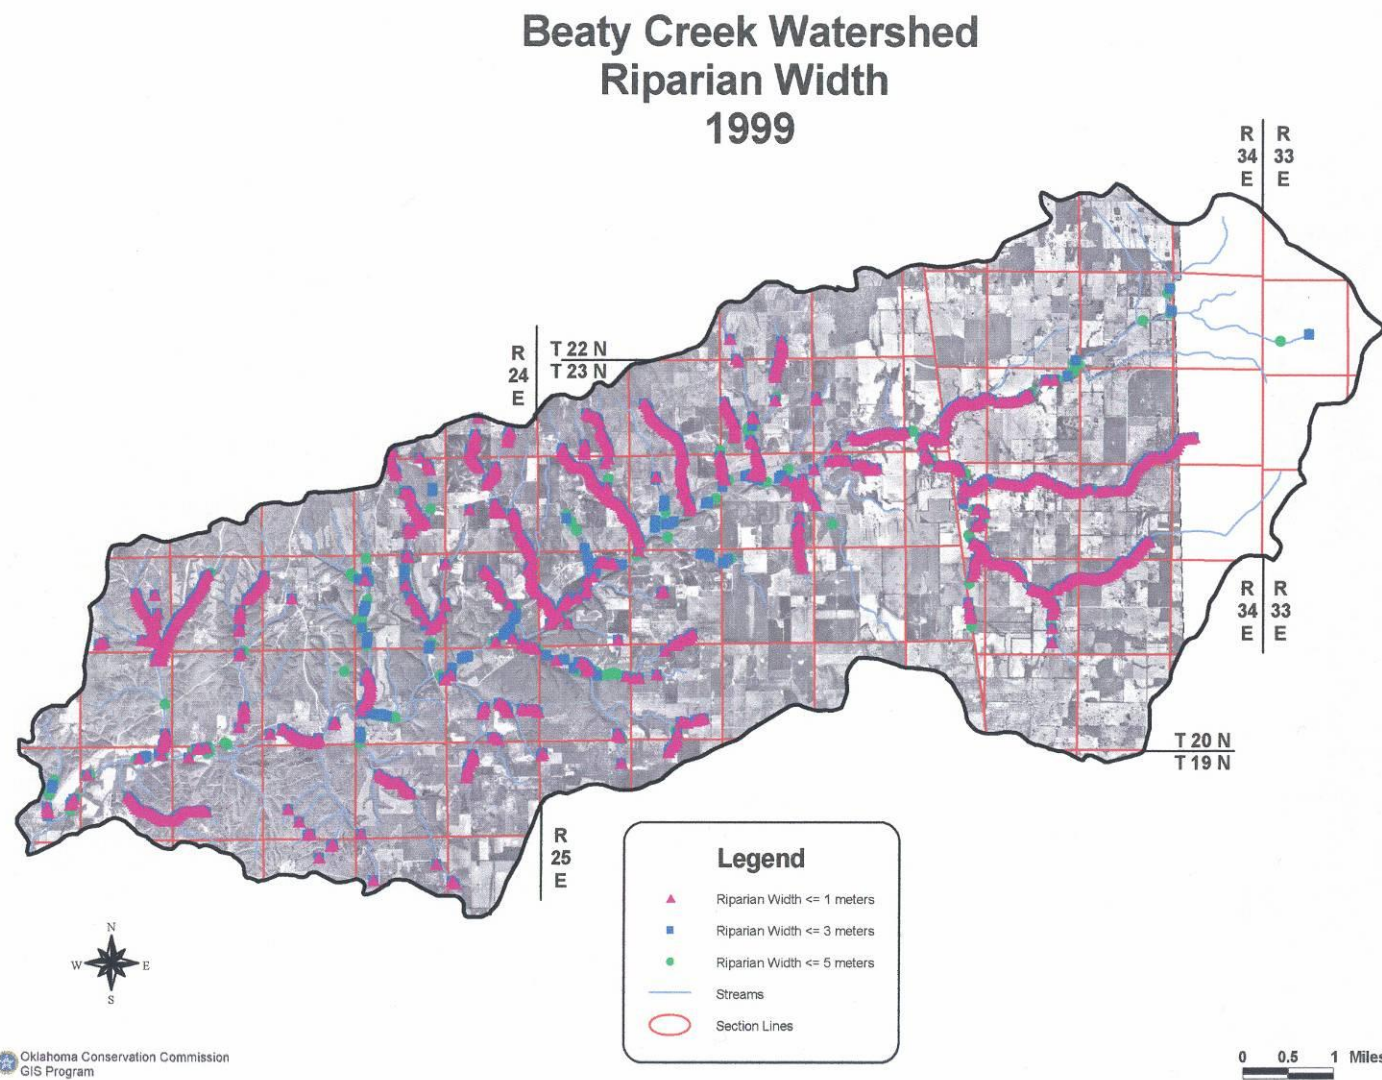 Beaty Creek Watershed
Riparian Width
1999
R
34
E
R
33
E
R
24
E
T 22 N
T 23 N
R
34
E
R
33
E
T 20 N
T 19 N
R
25
E
Legend
Riparian Width <= 1 meters
Riparian Width <= 3 meters
Riparian Width <= 5 meters
Streams
Section Lines
N
W
E
S
Oklahoma Conservation Commission
GIS Program
0 0.5 1 Miles